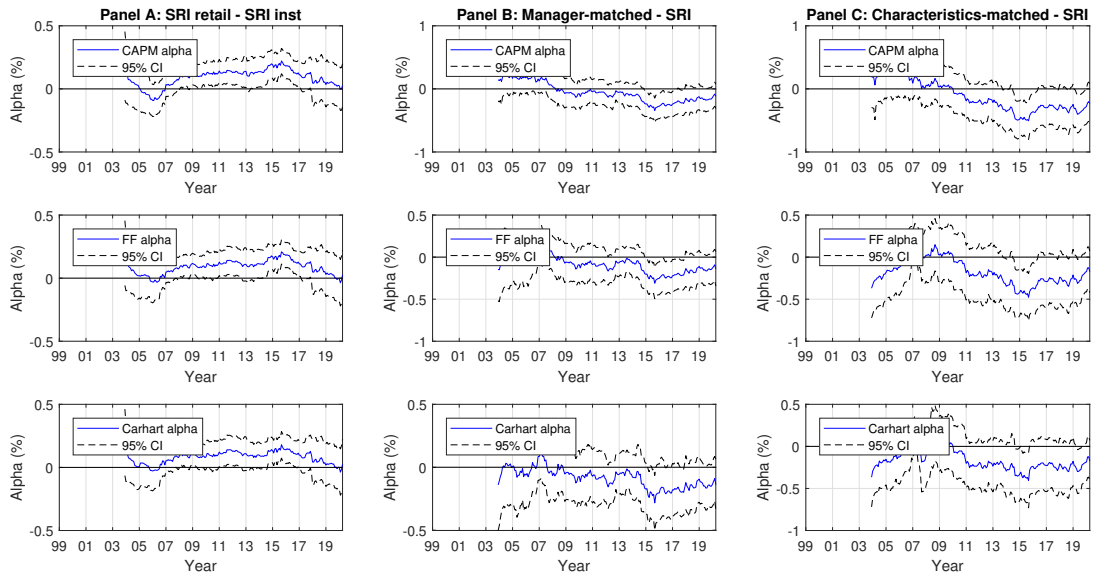 Panel A: SRI retail - SRI inst
0.5
0
-0.5
Alpha (%)
CAPM alpha
95% CI
99 01 03 05 07 09 11 13 15 17 19
Year
Panel B: Manager-matched - SRI
1
0
-1
Alpha (%)
CAPM alpha
95% CI
99 01 03 05 07 09 11 13 15 17 19
Year
Panel C: Characteristics-matched - SRI
1
0
-1
Alpha (%)
CAPM alpha
95% CI
99 01 03 05 07 09 11 13 15 17 19
Year
0.5
0
-0.5
Alpha (%)
FF alpha
95% CI
99 01 03 05 07 09 11 13 15 17 19
Year
0.5
0
-0.5
-1
Alpha (%)
FF alpha
95% CI
99 01 03 05 07 09 11 13 15 17 19
Year
0.5
0
-0.5
-1
Alpha (%)
FF alpha
95% CI
99 01 03 05 07 09 11 13 15 17 19
Year
0.5
0
-0.5
Alpha (%)
Carhart alpha
95% CI
99 01 03 05 07 09 11 13 15 17 19
Year
0.5
0
-0.5
Alpha (%)
Carhart alpha
95% CI
99 01 03 05 07 09 11 13 15 17 19
Year
0.5
0
-0.5
-1
Alpha (%)
Carhart alpha
95% CI
99 01 03 05 07 09 11 13 15 17 19
Year